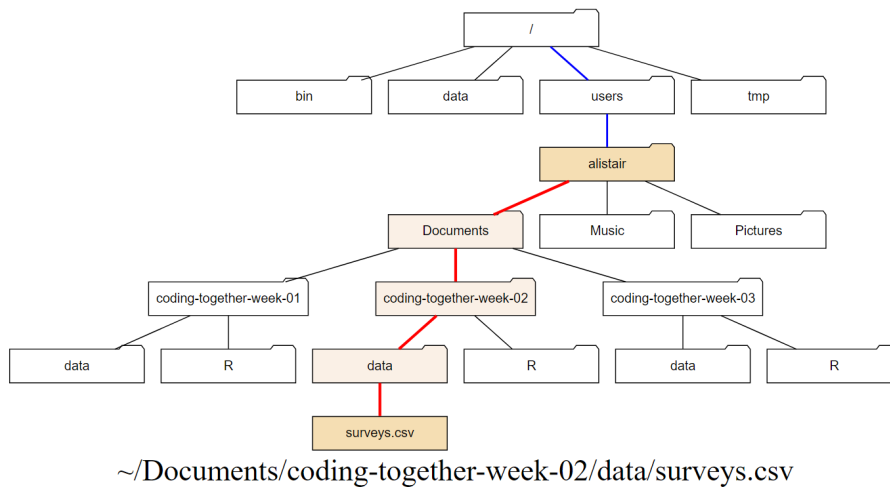 /
bin data users tmp
alistair
Documents Music Pictures
coding-together-week-01 coding-together-week-02 coding-together-week-03
data R data R data R
surveys.csv
~/Documents/coding-together-week-02/data/surveys.csv